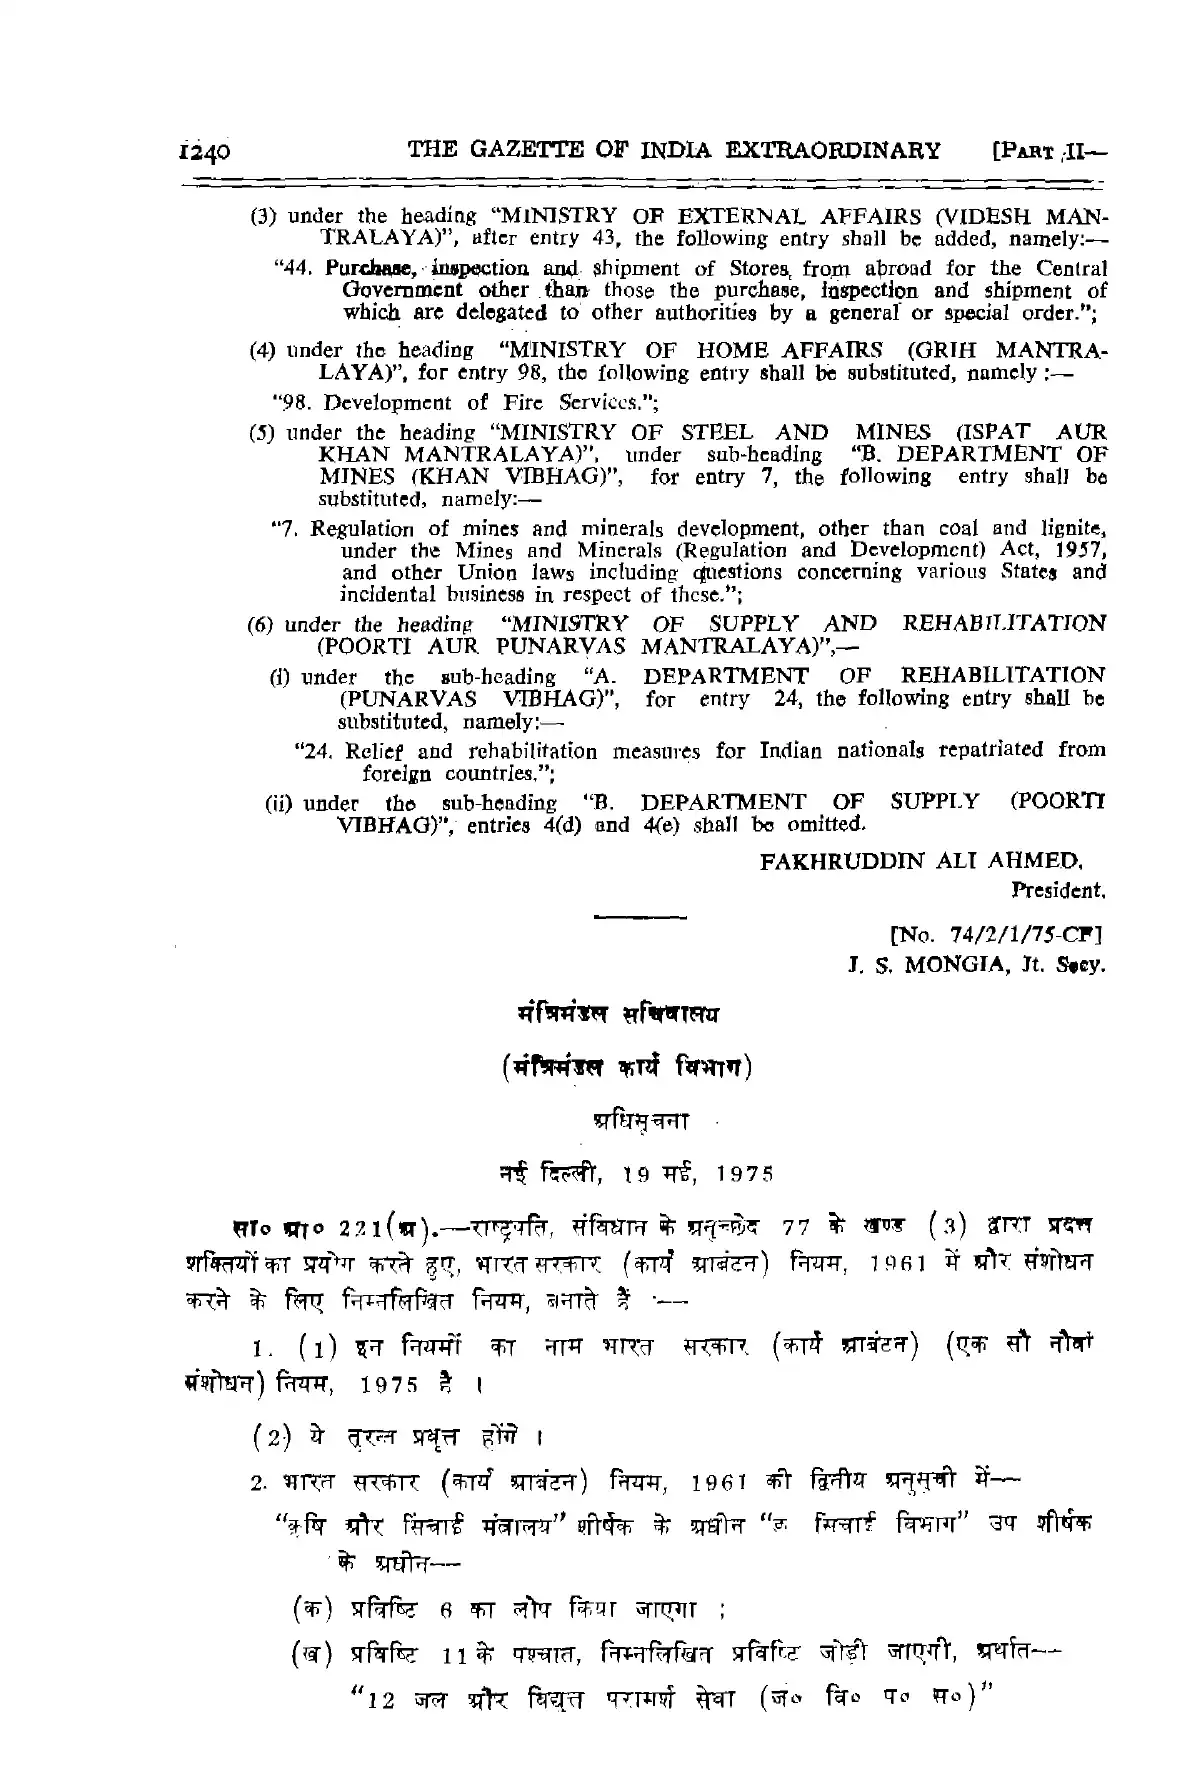 1240 THE GAZETTE OF INDIA EXTRAORDINARY [PART II—
(3) under the heading “MINISTRY OF EXTERNAL AFFAIRS (VIDESH MAN-
TRALAYA)”, after entry 43, the following entry shall be added, namely:—
“44. Purchase, inspection and shipment of Stores from abroad for the Central
Government other than those the purchase, inspection and shipment of
which are delegated to other authorities by a general or special order.”;
(4) under the heading “MINISTRY OF HOME AFFAIRS (GRIH MANTRA-
LAYA)”, for entry 98, the following entry shall be substituted, namely :—
“98. Development of Fire Services.”;
(5) under the heading “MINISTRY OF STEEL AND MINES (ISPAT AUR
KHAN MANTRALAYA)”, under sub-heading “B. DEPARTMENT OF
MINES (KHAN VIBHAG)”, for entry 7, the following entry shall be
substituted, namely:—
“7. Regulation of mines and minerals development, other than coal and lignite,
under the Mines and Minerals (Regulation and Development) Act, 1957,
and other Union laws including questions concerning various States and
incidental business in respect of these.”;
(6) under the heading “MINISTRY OF SUPPLY AND REHABILITATION
(POORTI AUR PUNARVAS MANTRALAYA)”,—
(i) under the sub-heading “A. DEPARTMENT OF REHABILITATION
(PUNARVAS VIBHAG)”, for entry 24, the following entry shall be
substituted, namely:—
“24. Relief and rehabilitation measures for Indian nationals repatriated from
foreign countries.”;
(ii) under the sub-heading “B. DEPARTMENT OF SUPPLY (POORTI
VIBHAG)”, entries 4(d) and 4(e) shall be omitted.
FAKHRUDDIN ALI AHMED,
President.
[No. 74/2/1/75-CF]
J. S. MONGIA, Jt. Secy.
मंत्रिमंडल सचिवालय
(मंत्रिमंडल कार्य विभाग)
अधिसूचना
नई दिल्ली, 19 मई, 1975
सा० आ० 221(अ).—राष्ट्रपति, संविधान के अनुच्छेद 77 के खण्ड (3) द्वारा प्रदत्त
शक्तियों का प्रयोग करते हुए, भारत सरकार (कार्य आबंटन) नियम, 1961 में और संशोधन
करने के लिए निम्नलिखित नियम, बनाते हैं :—
1. (1) इन नियमों का नाम भारत सरकार (कार्य आबंटन) (एक सौ नौवां
संशोधन) नियम, 1975 है ।
(2) ये तुरन्त प्रवृत्त होंगे ।
2. भारत सरकार (कार्य आबंटन) नियम, 1961 की द्वितीय अनुसूची में—
“कृषि और सिंचाई मंत्रालय” शीर्षक के अधीन “ङ सिंचाई विभाग” उप शीर्षक
के अधीन—
(क) प्रविष्टि 6 का लोप किया जाएगा ;
(ख) प्रविष्टि 11 के पश्चात, निम्नलिखित प्रविष्टि जोड़ी जाएगी, अर्थात—
“12 जल और विद्युत परामर्श सेवा (ज० वि० प० स०)”